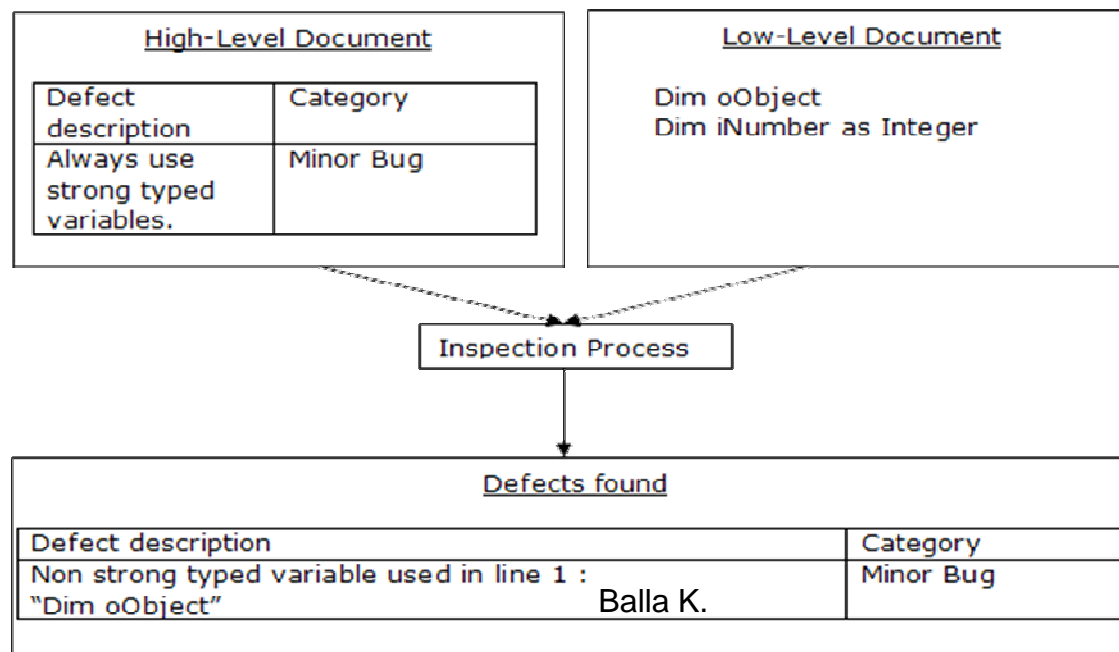 High-Level Document
Defect description
Category
Always use strong typed variables.
Minor Bug
Low-Level Document
Dim oObject
Dim iNumber as Integer
Inspection Process
Defects found
Defect description
Category
Non strong typed variable used in line 1 :
“Dim oObject”
Minor Bug
Balla K.